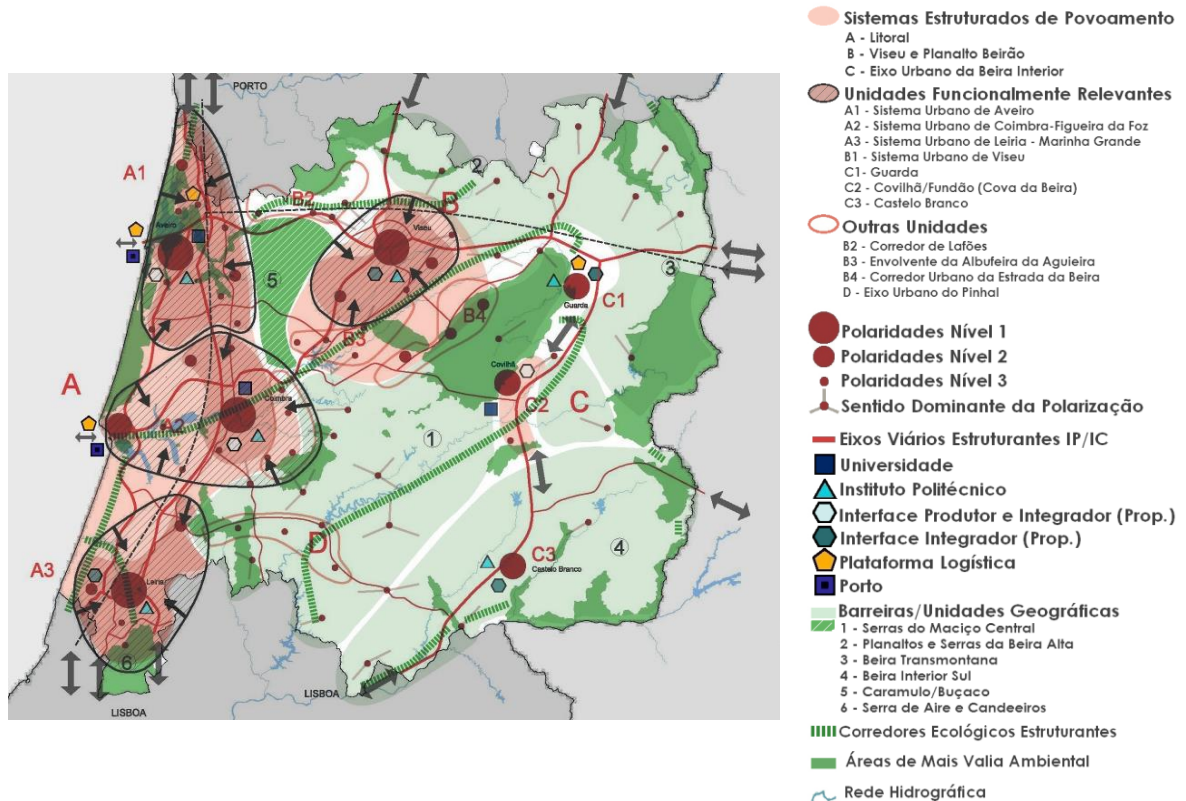 PORTO
2
A1
B2
B
Aveiro
Viseu
5
3
Guarda
C1
B4
B3
Covilhã
A
C2
C
Coimbra
A2
1
D
C3
Castelo Branco
4
A3
Leiria
6
LISBOA
LISBOA
Sistemas Estruturados de Povoamento
A - Litoral
B - Viseu e Planalto Beirão
C - Eixo Urbano da Beira Interior
Unidades Funcionalmente Relevantes
A1 - Sistema Urbano de Aveiro
A2 - Sistema Urbano de Coimbra-Figueira da Foz
A3 - Sistema Urbano de Leiria - Marinha Grande
B1 - Sistema Urbano de Viseu
C1- Guarda
C2 - Covilhã/Fundão (Cova da Beira)
C3 - Castelo Branco
Outras Unidades
B2 - Corredor de Lafões
B3 - Envolvente da Albufeira da Aguieira
B4 - Corredor Urbano da Estrada da Beira
D - Eixo Urbano do Pinhal
Polaridades Nível 1
Polaridades Nível 2
Polaridades Nível 3
Sentido Dominante da Polarização
Eixos Viários Estruturantes IP/IC
Universidade
Instituto Politécnico
Interface Produtor e Integrador (Prop.)
Interface Integrador (Prop.)
Plataforma Logística
Porto
Barreiras/Unidades Geográficas
1 - Serras do Maciço Central
2 - Planaltos e Serras da Beira Alta
3 - Beira Transmontana
4 - Beira Interior Sul
5 - Caramulo/Buçaco
6 - Serra de Aire e Candeeiros
Corredores Ecológicos Estruturantes
Áreas de Mais Valia Ambiental
Rede Hidrográfica